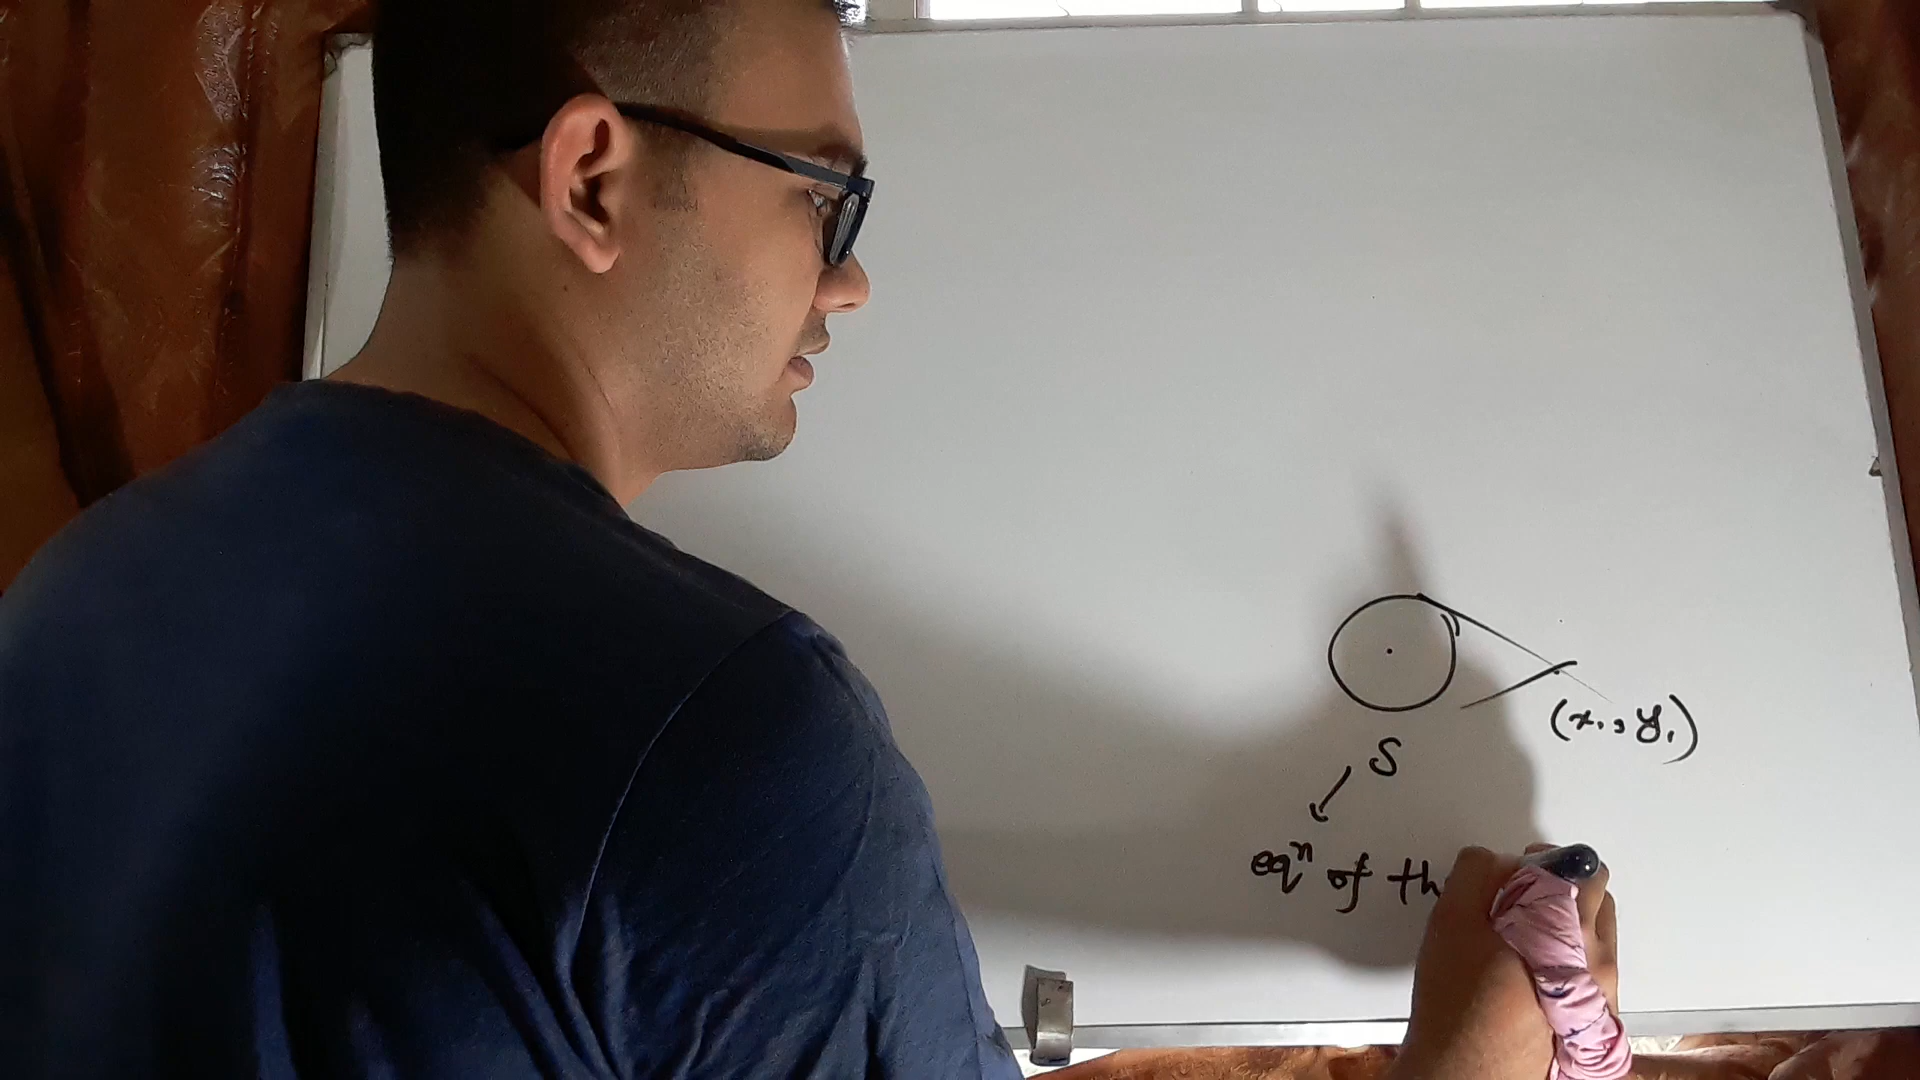 (x₁, y₁)
S
eqⁿ of th